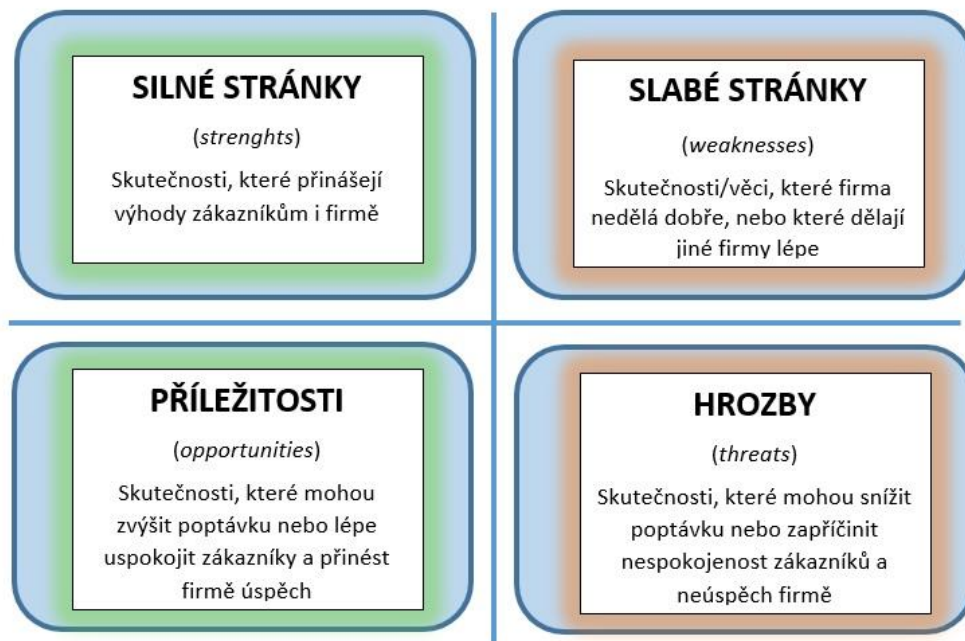 SILNÉ STRÁNKY
(strenghts)
Skutečnosti, které přinášejí
výhody zákazníkům i firmě
SLABÉ STRÁNKY
(weaknesses)
Skutečnosti/věci, které firma
nedělá dobře, nebo které dělají
jiné firmy lépe
PŘÍLEŽITOSTI
(opportunities)
Skutečnosti, které mohou
zvýšit poptávku nebo lépe
uspokojit zákazníky a přinést
firmě úspěch
HROZBY
(threats)
Skutečnosti, které mohou snížit
poptávku nebo zapříčinit
nespokojenost zákazníků a
neúspěch firmě